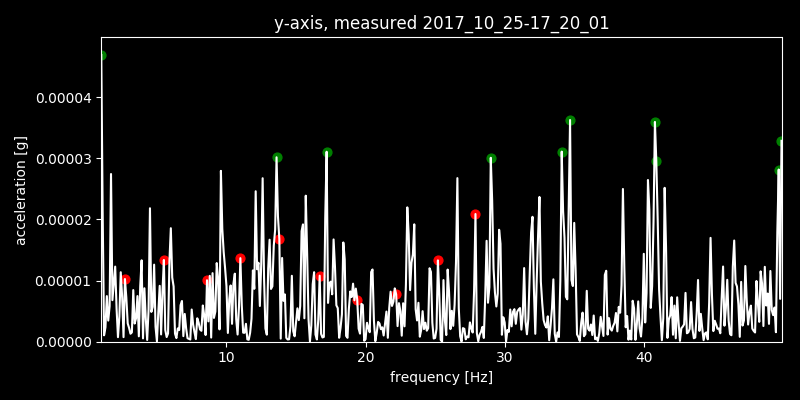 y-axis, measured 2017_10_25-17_20_01
acceleration [g]
0.00004
0.00003
0.00002
0.00001
0.00000
10 20 30 40
frequency [Hz]